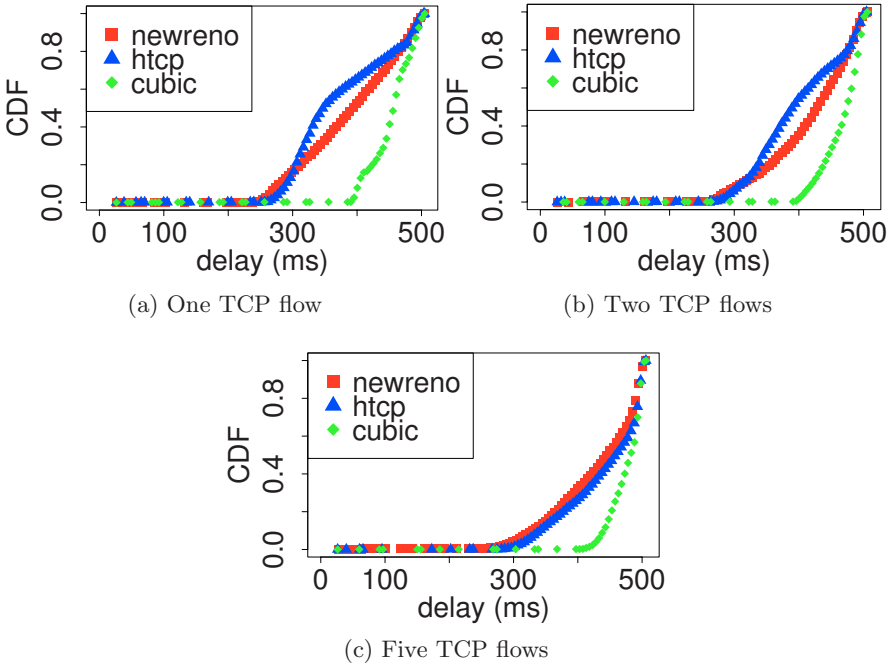 newreno
htcp
cubic
CDF
0.0 0.4 0.8
0 100 300 500
delay (ms)
(a) One TCP flow
newreno
htcp
cubic
CDF
0.0 0.4 0.8
0 100 300 500
delay (ms)
(b) Two TCP flows
newreno
htcp
cubic
CDF
0.0 0.4 0.8
0 100 300 500
delay (ms)
(c) Five TCP flows